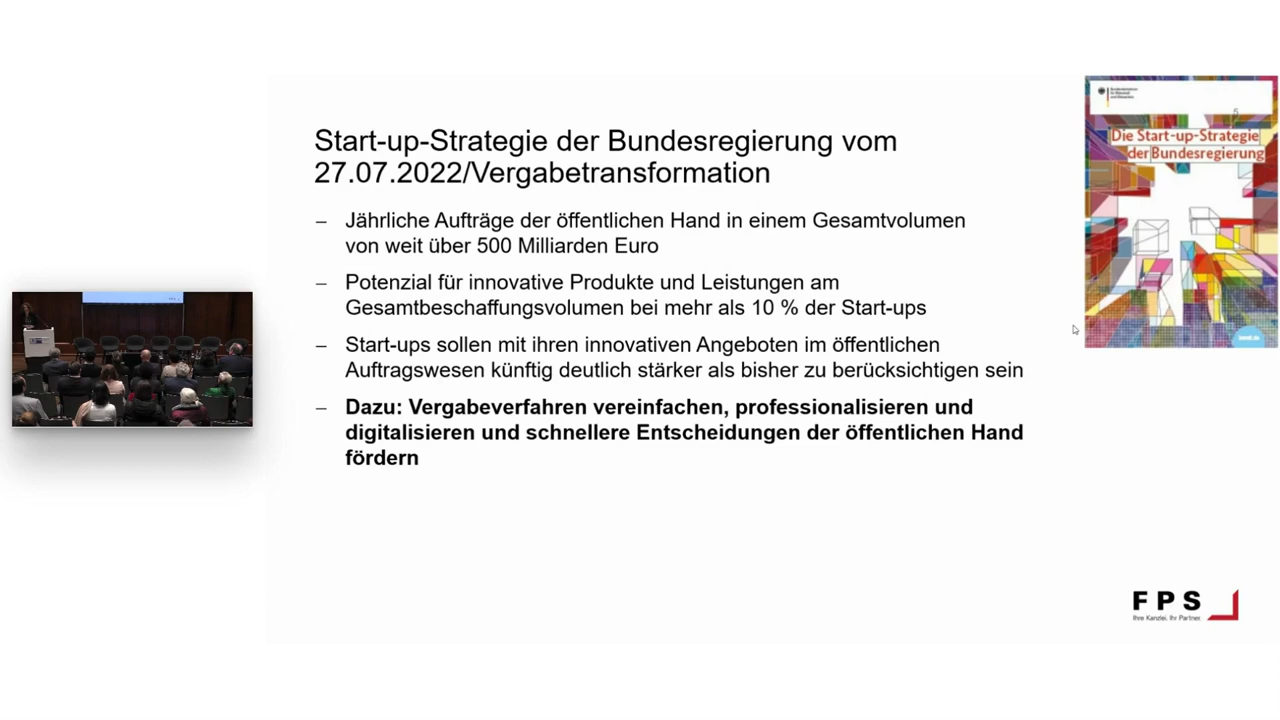 Start-up-Strategie der Bundesregierung vom
27.07.2022/Vergabetransformation
– Jährliche Aufträge der öffentlichen Hand in einem Gesamtvolumen
von weit über 500 Milliarden Euro
– Potenzial für innovative Produkte und Leistungen am
Gesamtbeschaffungsvolumen bei mehr als 10 % der Start-ups
– Start-ups sollen mit ihren innovativen Angeboten im öffentlichen
Auftragswesen künftig deutlich stärker als bisher zu berücksichtigen sein
– Dazu: Vergabeverfahren vereinfachen, professionalisieren und
digitalisieren und schnellere Entscheidungen der öffentlichen Hand
fördern
5
Die Start-up-Strategie
der Bundesregierung
FPS
Ihre Kanzlei. Ihr Partner.